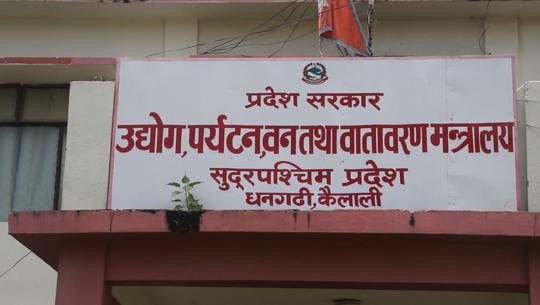 प्रदेश सरकार
उद्योग,पर्यटन,वन तथा वातावरण मन्त्रालय
सुदूरपश्चिम प्रदेश
धनगढी,कैलाली